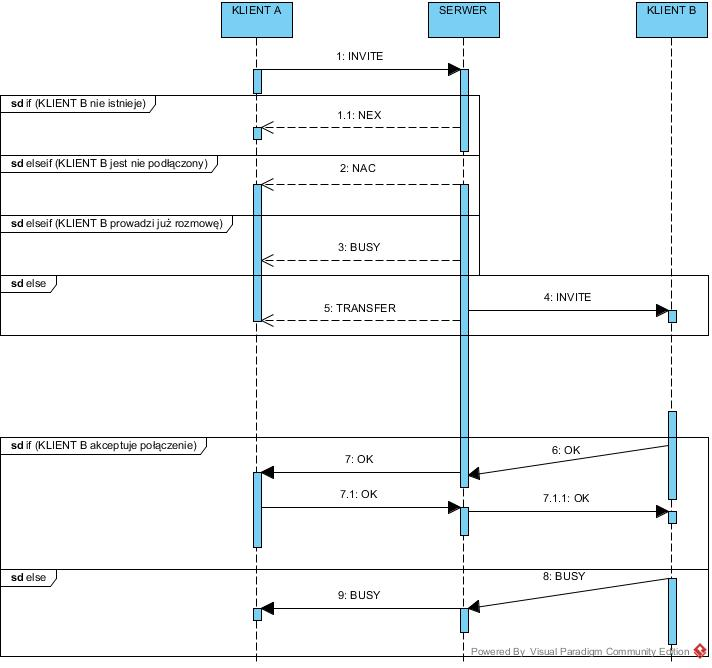 KLIENT A
SERWER
KLIENT B
1: INVITE
sd if (KLIENT B nie istnieje)
1.1: NEX
sd elseif (KLIENT B jest nie podłączony)
2: NAC
sd elseif (KLIENT B prowadzi już rozmowę)
3: BUSY
sd else
4: INVITE
5: TRANSFER
sd if (KLIENT B akceptuje połączenie)
6: OK
7: OK
7.1: OK
7.1.1: OK
sd else
8: BUSY
9: BUSY
Powered By Visual Paradigm Community Edition